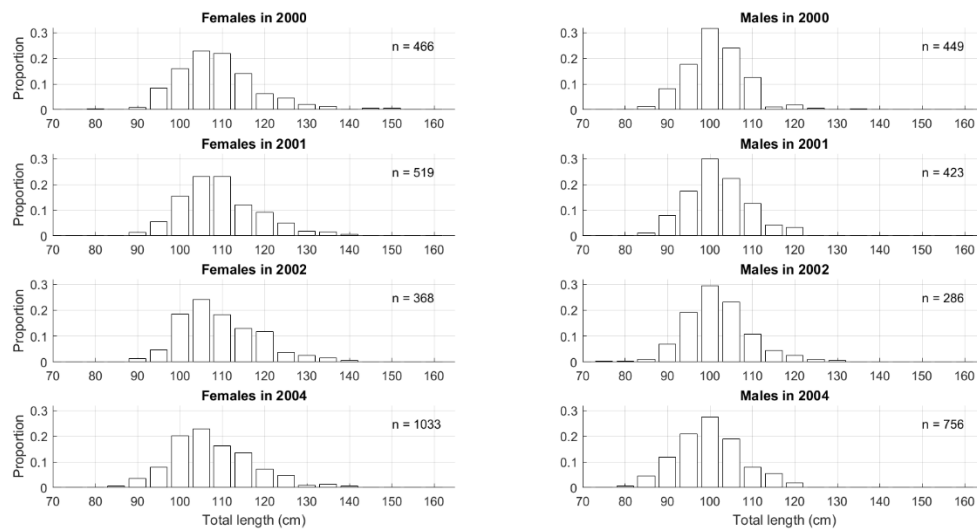 Females in 2000
0.3
0.2
0.1
0
Proportion
n = 466
70 80 90 100 110 120 130 140 150 160
Males in 2000
0.3
0.2
0.1
0
n = 449
70 80 90 100 110 120 130 140 150 160
Females in 2001
0.3
0.2
0.1
0
Proportion
n = 519
70 80 90 100 110 120 130 140 150 160
Males in 2001
0.3
0.2
0.1
0
n = 423
70 80 90 100 110 120 130 140 150 160
Females in 2002
0.3
0.2
0.1
0
Proportion
n = 368
70 80 90 100 110 120 130 140 150 160
Males in 2002
0.3
0.2
0.1
0
n = 286
70 80 90 100 110 120 130 140 150 160
Females in 2004
0.3
0.2
0.1
0
Proportion
n = 1033
70 80 90 100 110 120 130 140 150 160
Total length (cm)
Males in 2004
0.3
0.2
0.1
0
n = 756
70 80 90 100 110 120 130 140 150 160
Total length (cm)